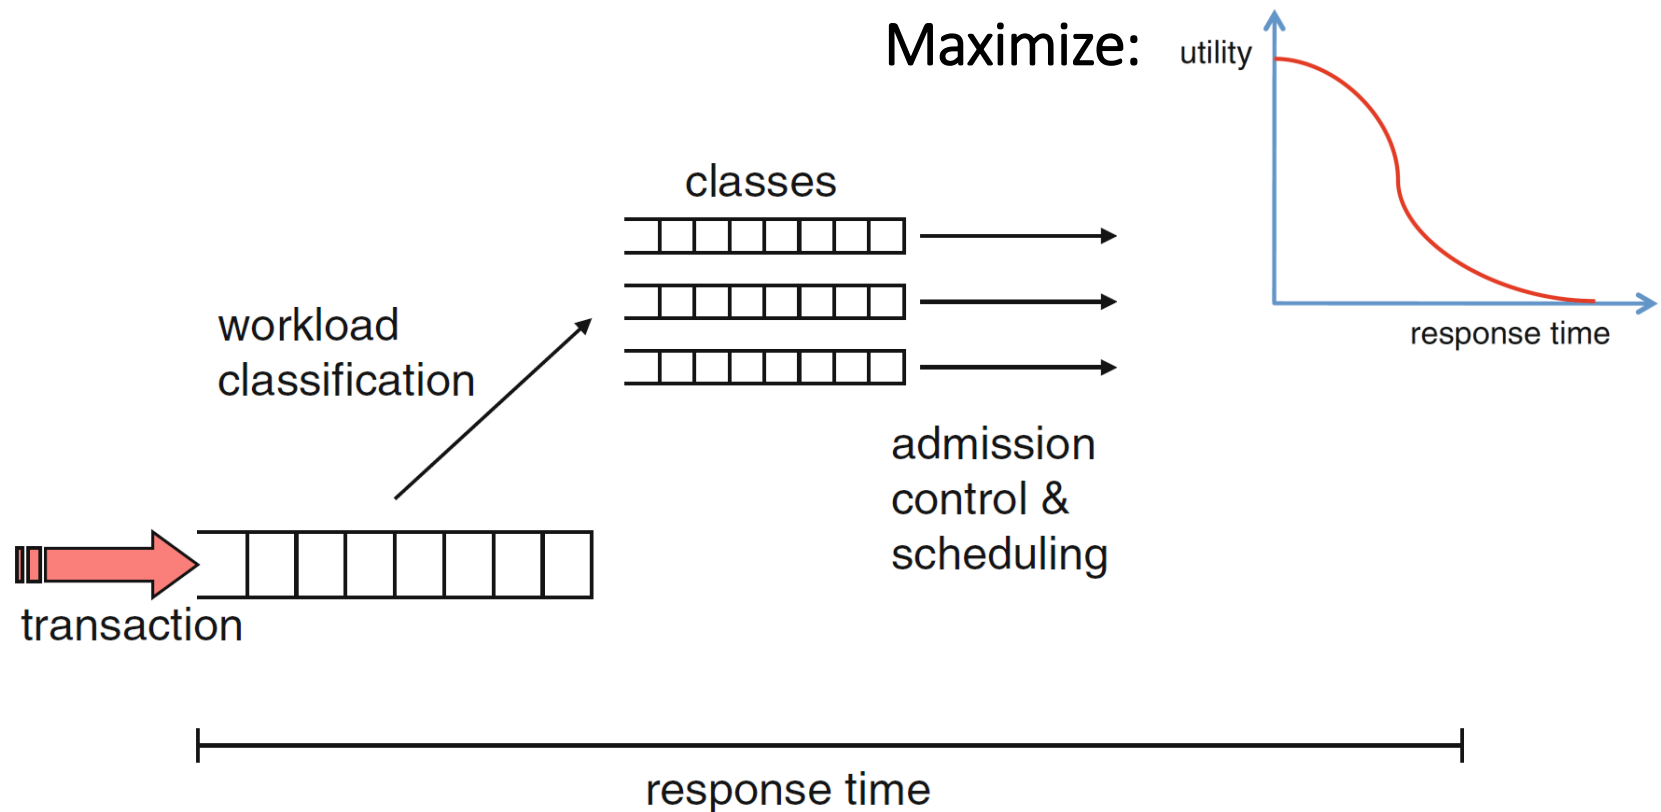 Maximize:
utility
response time
classes
workload
classification
admission
control &
scheduling
transaction
response time